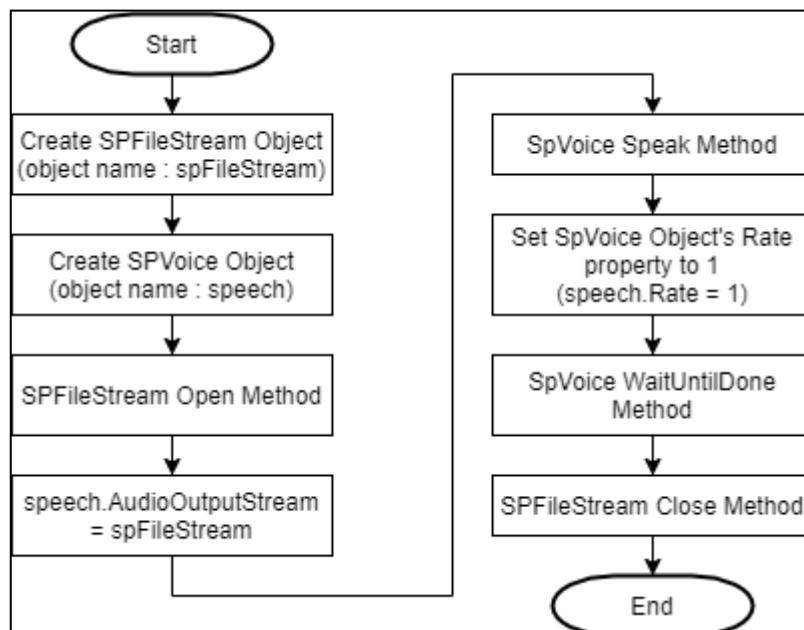 Start
Create SPFileStream Object
(object name : spFileStream)
Create SPVoice Object
(object name : speech)
SPFileStream Open Method
speech.AudioOutputStream
= spFileStream
SpVoice Speak Method
Set SpVoice Object's Rate
property to 1
(speech.Rate = 1)
SpVoice WaitUntilDone
Method
SPFileStream Close Method
End